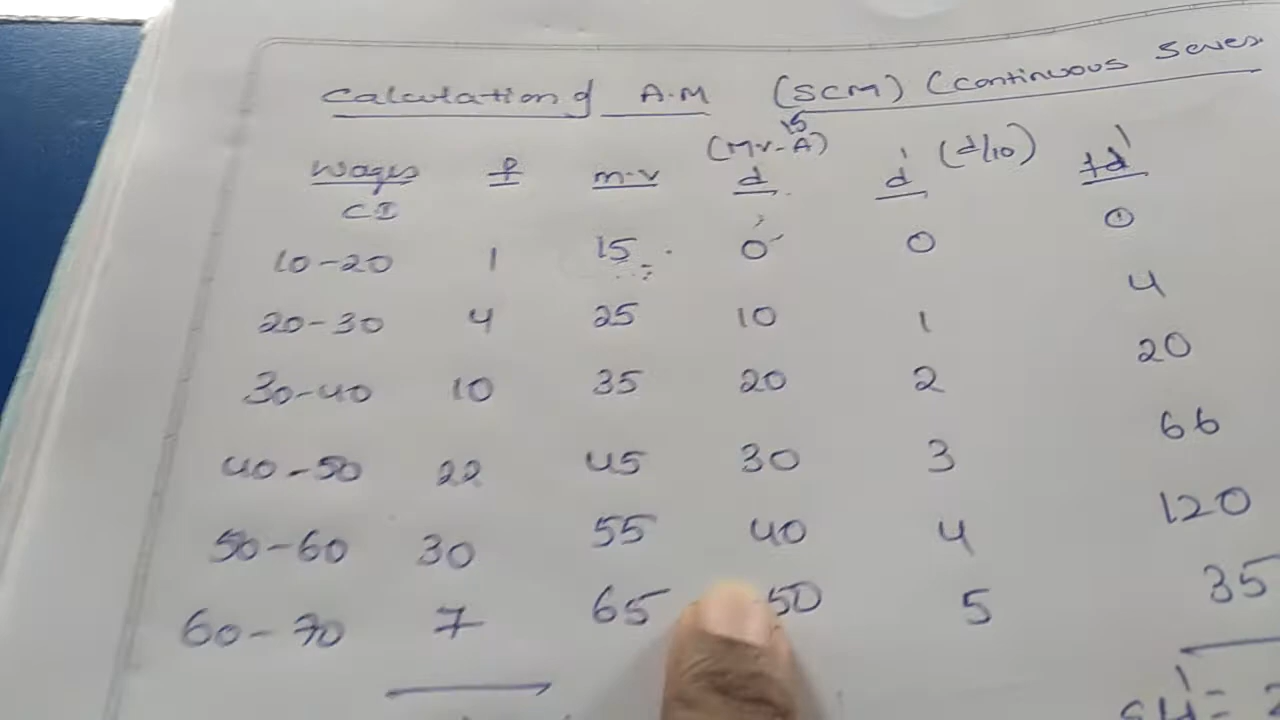 Calculation of A.M (SCM) (Continuous Series
15
Wages f m.v (Mv-A) d' (d/10) fd'
CI d
10-20 1 15 0 0 0
20-30 4 25 10 1 4
30-40 10 35 20 2 20
40-50 22 45 30 3 66
50-60 30 55 40 4 120
60-70 7 65 50 5 35